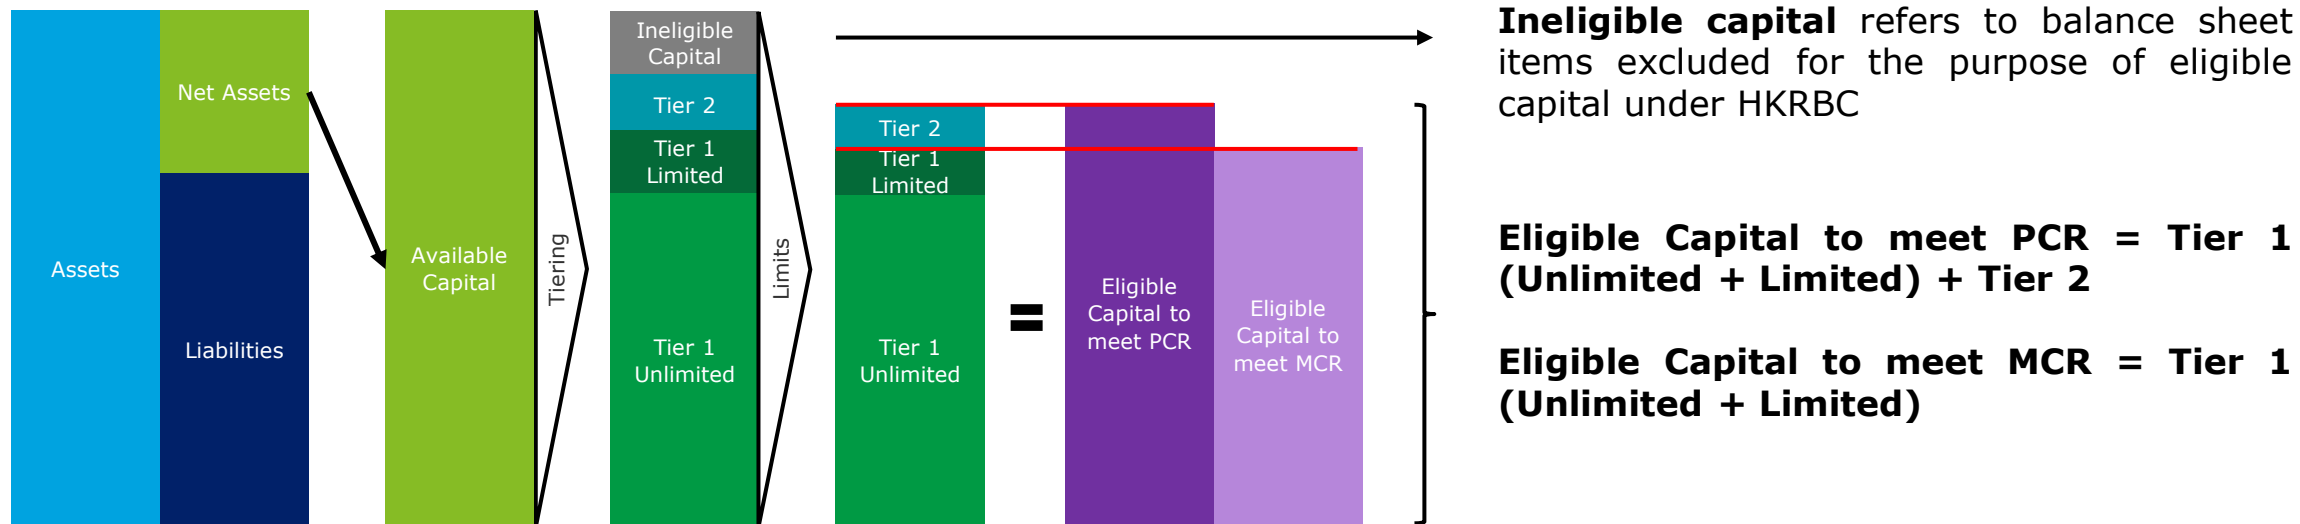 Assets
Net Assets
Liabilities
Available
Capital
Tiering
Ineligible
Capital
Tier 2
Tier 1
Limited
Tier 1
Unlimited
Limits
Tier 2
Tier 1
Limited
Tier 1
Unlimited
=
Eligible
Capital to
meet PCR
Eligible
Capital to
meet MCR
Ineligible capital refers to balance sheet
items excluded for the purpose of eligible
capital under HKRBC
Eligible Capital to meet PCR = Tier 1
(Unlimited + Limited) + Tier 2
Eligible Capital to meet MCR = Tier 1
(Unlimited + Limited)